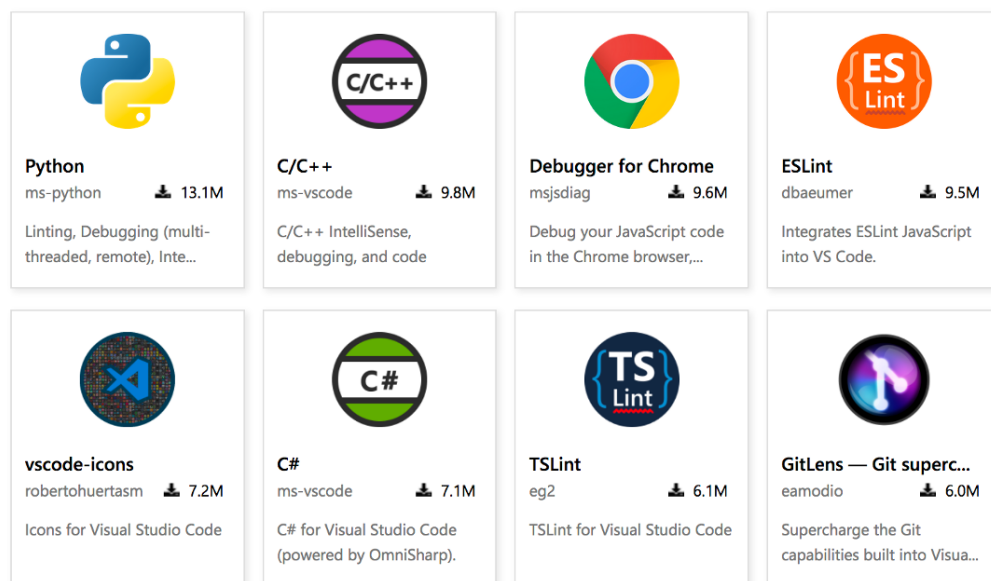 C/C++
{ES
Lint}
Python
ms-python 13.1M
Linting, Debugging (multi-
threaded, remote), Inte...
C/C++
ms-vscode 9.8M
C/C++ IntelliSense,
debugging, and code
Debugger for Chrome
msjsdiag 9.6M
Debug your JavaScript code
in the Chrome browser,...
ESLint
dbaeumer 9.5M
Integrates ESLint JavaScript
into VS Code.
C#
{TS
Lint}
vscode-icons
robertohuertasm 7.2M
Icons for Visual Studio Code
C#
ms-vscode 7.1M
C# for Visual Studio Code
(powered by OmniSharp).
TSLint
eg2 6.1M
TSLint for Visual Studio Code
GitLens — Git superc...
eamodio 6.0M
Supercharge the Git
capabilities built into Visua...